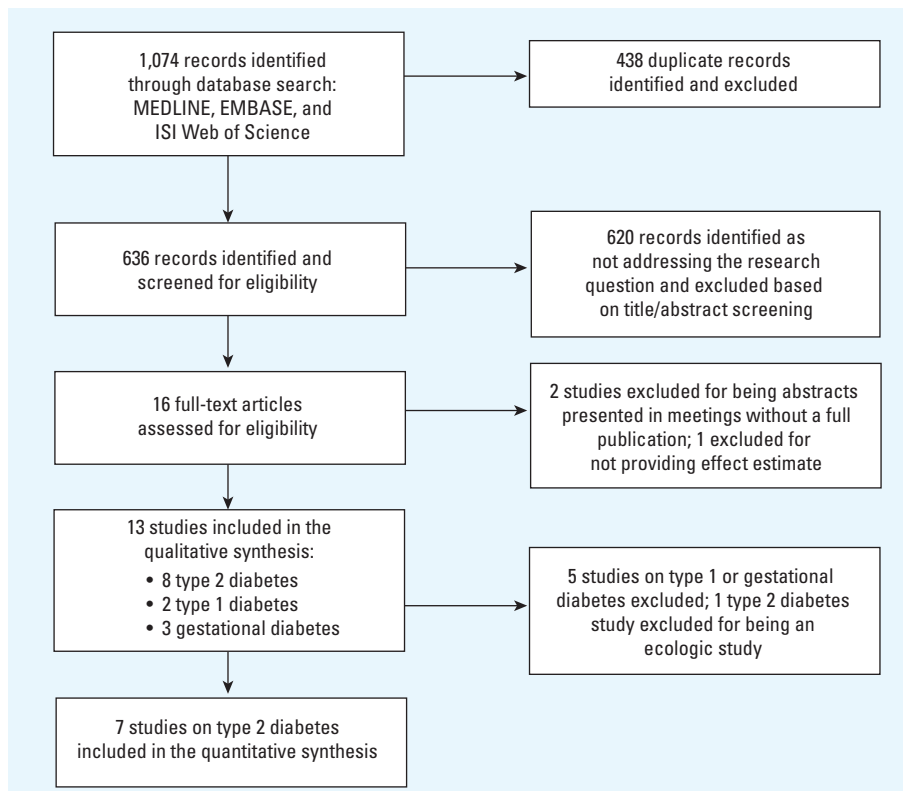 1,074 records identified
through database search:
MEDLINE, EMBASE, and
ISI Web of Science
438 duplicate records
identified and excluded
636 records identified and
screened for eligibility
620 records identified as
not addressing the research
question and excluded based
on title/abstract screening
16 full-text articles
assessed for eligibility
2 studies excluded for being abstracts
presented in meetings without a full
publication; 1 excluded for
not providing effect estimate
13 studies included in the
qualitative synthesis:
• 8 type 2 diabetes
• 2 type 1 diabetes
• 3 gestational diabetes
5 studies on type 1 or gestational
diabetes excluded; 1 type 2 diabetes
study excluded for being an
ecologic study
7 studies on type 2 diabetes
included in the quantitative synthesis